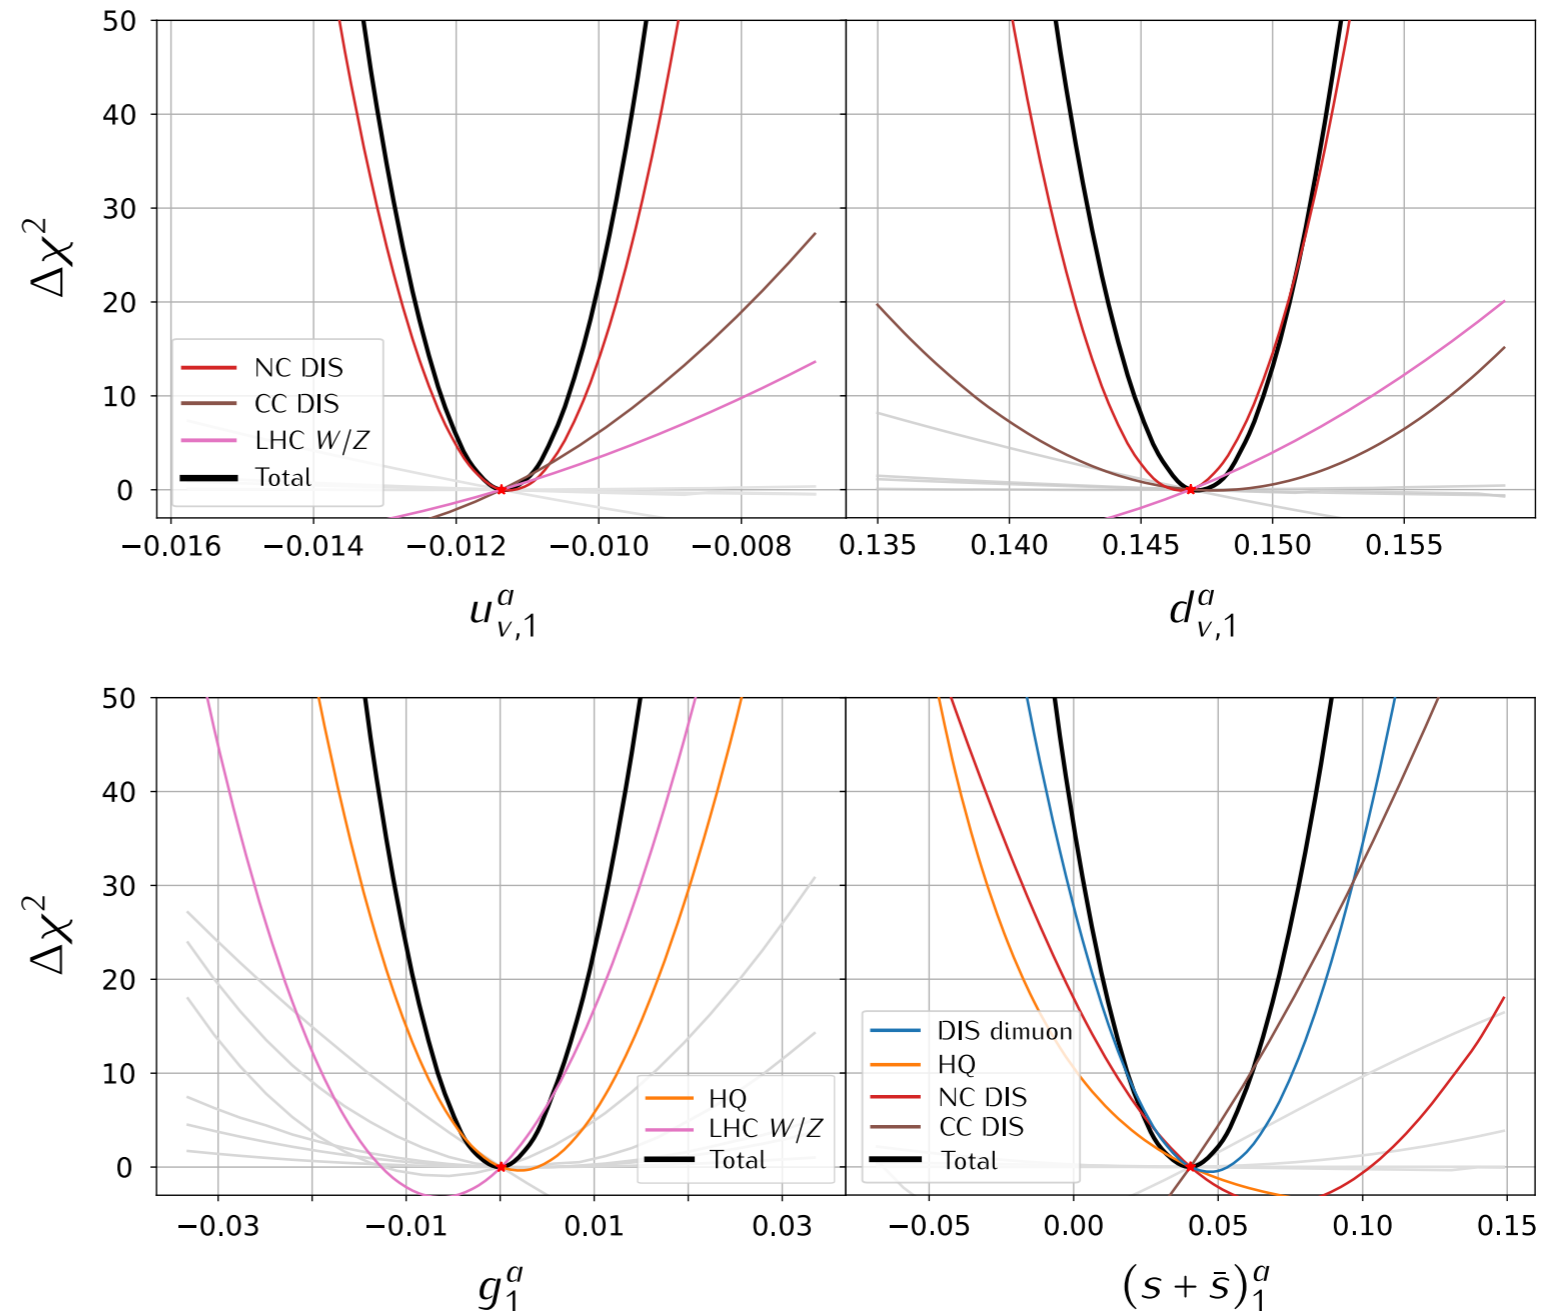 50
40
30
20
10
0
Δχ²
NC DIS
CC DIS
LHC W/Z
Total
−0.016 −0.014 −0.012 −0.010 −0.008 0.135 0.140 0.145 0.150 0.155
u^a_{v,1} d^a_{v,1}
50
40
30
20
10
0
Δχ²
HQ
LHC W/Z
Total
DIS dimuon
HQ
NC DIS
CC DIS
Total
−0.03 −0.01 0.01 0.03 −0.05 0.00 0.05 0.10 0.15
g^a_1 (s + s̄)^a_1